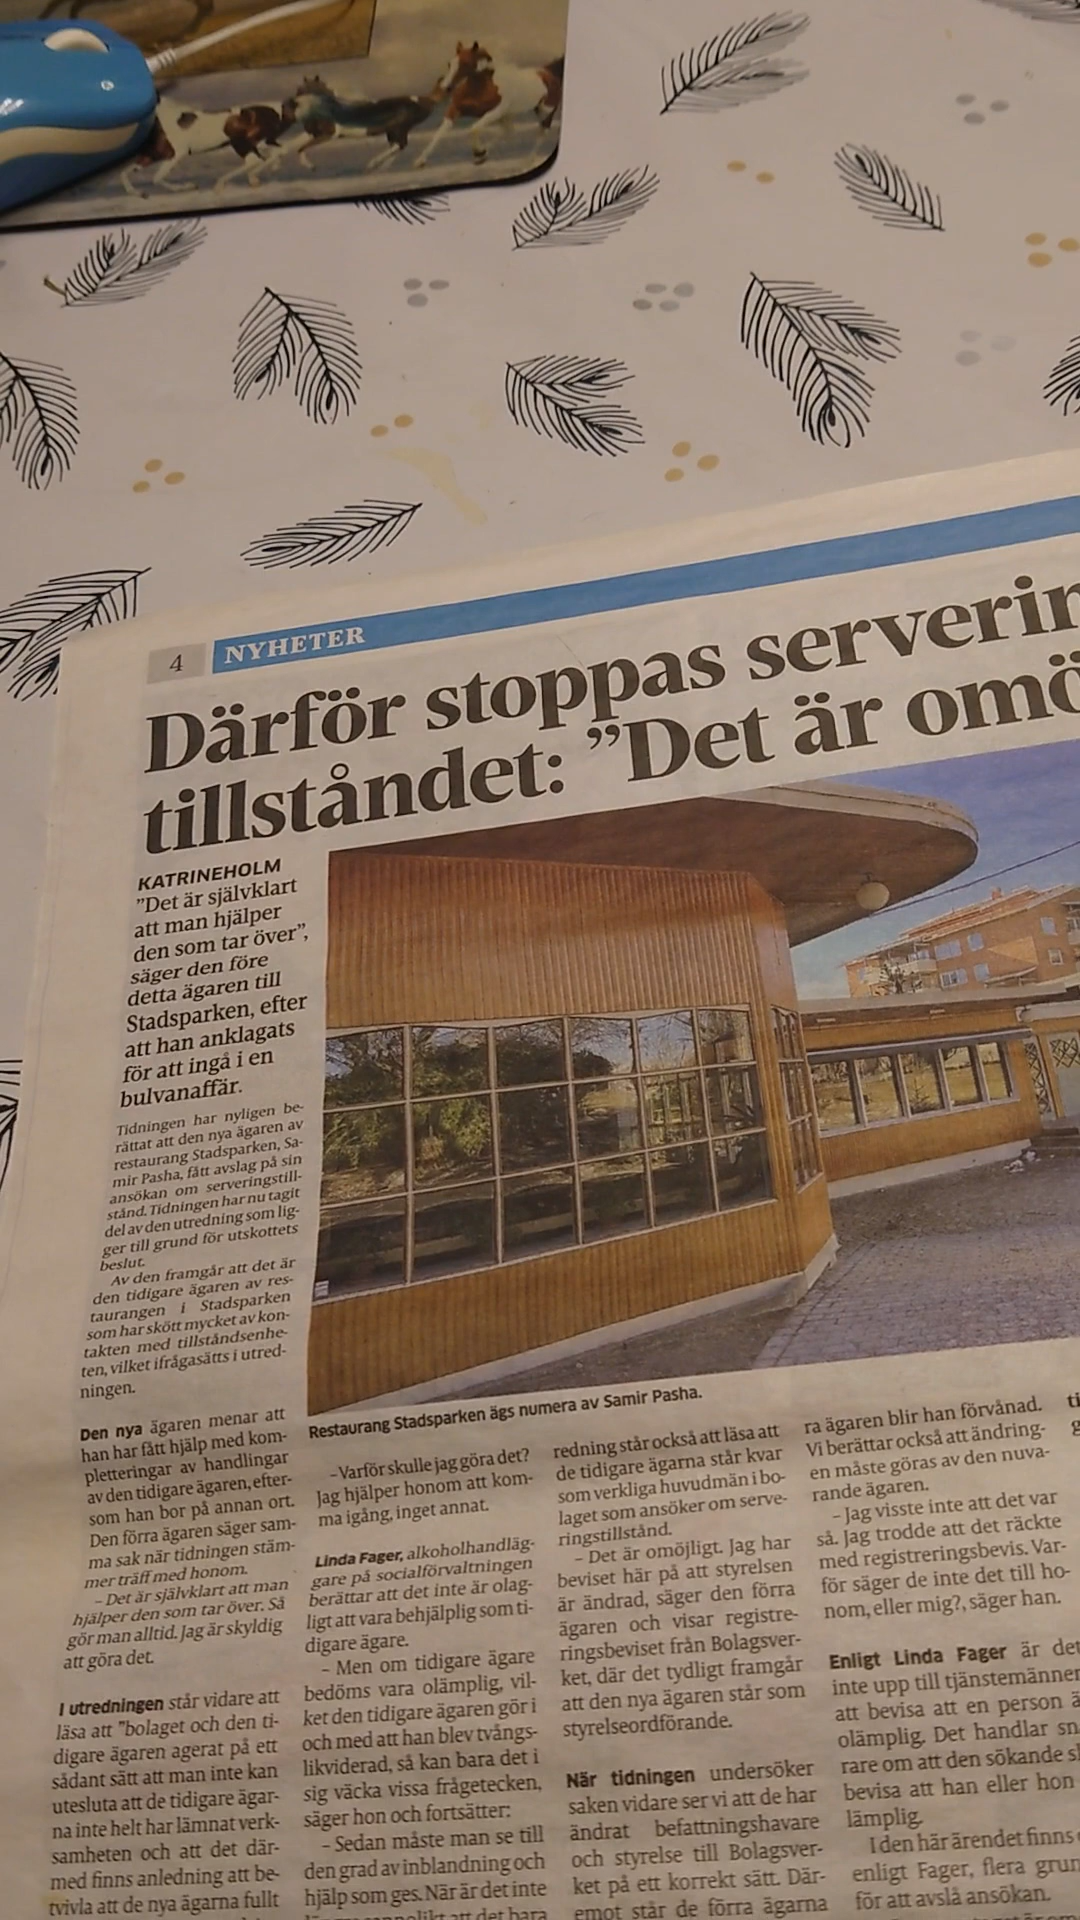 4
NYHETER
Därför stoppas
tillståndet: ”Det är
KATRINEHOLM
”Det är självklart
att man hjälper
den som tar över”,
säger den före
detta ägaren till
Stadsparken, efter
att han anklagats
för att ingå i en
bulvanaffär.
Tidningen har nyligen be-
rättat att den nya ägaren av
restaurang Stadsparken, Sa-
mir Pasha, fått avslag på sin
ansökan om serveringstill-
stånd. Tidningen har nu tagit
del av den utredning som lig-
ger till grund för utskottets
beslut.
Av den framgår att det är
den tidigare ägaren av res-
taurangen i Stadsparken
som har skött mycket av kon-
takten med tillståndsenhe-
ten, vilket ifrågasätts i utred-
ningen.
Den nya ägaren menar att
han har fått hjälp med kom-
pletteringar av handlingar
av den tidigare ägaren, efter-
som han bor på annan ort.
Den förra ägaren säger sam-
ma sak när tidningen stäm-
mer träff med honom.
– Det är självklart att man
hjälper den som tar över. Så
gör man alltid. Jag är skyldig
att göra det.
I utredningen står vidare att
läsa att ”bolaget och den ti-
digare ägaren agerat på ett
sådant sätt att man inte kan
utesluta att de tidigare ägar-
na inte helt har lämnat verk-
samheten och att det där-
med finns anledning att be-
tvivla att de nya ägarna fullt
Restaurang Stadsparken ägs numera av Samir Pasha.
– Varför skulle jag göra det?
Jag hjälper honom att kom-
ma igång, inget annat.
Linda Fager, alkoholhandläg-
gare på socialförvaltningen
berättar att det inte är olag-
ligt att vara behjälplig som ti-
digare ägare.
– Men om tidigare ägare
bedöms vara olämplig, vil-
ket den tidigare ägaren gör i
och med att han blev tvångs-
likviderad, så kan bara det i
sig väcka vissa frågetecken,
säger hon och fortsätter:
– Sedan måste man se till
den grad av inblandning och
hjälp som ges. När är det inte
att det bara
redning står också att läsa att
de tidigare ägarna står kvar
som verkliga huvudmän i bo-
laget som ansöker om serve-
ringstillstånd.
– Det är omöjligt. Jag har
beviset här på att styrelsen
är ändrad, säger den förra
ägaren och visar registre-
ringsbeviset från Bolagsver-
ket, där det tydligt framgår
att den nya ägaren står som
styrelseordförande.
När tidningen undersöker
saken vidare ser vi att de har
ändrat befattningshavare
och styrelse till Bolagsver-
ket på ett korrekt sätt. Där-
emot står de förra ägarna
ra ägaren blir han förvånad.
Vi berättar också att ändring-
en måste göras av den nuva-
rande ägaren.
– Jag visste inte att det var
så. Jag trodde att det räckte
med registreringsbevis. Var-
för säger de inte det till ho-
nom, eller mig?, säger han.
Enligt Linda Fager är det
inte upp till tjänstemännen
att bevisa att en person
olämplig. Det handlar
rare om att den sökande
bevisa att han eller hon
lämplig.
I den här ärendet finns
enligt Fager, flera
för att avslå ansökan.